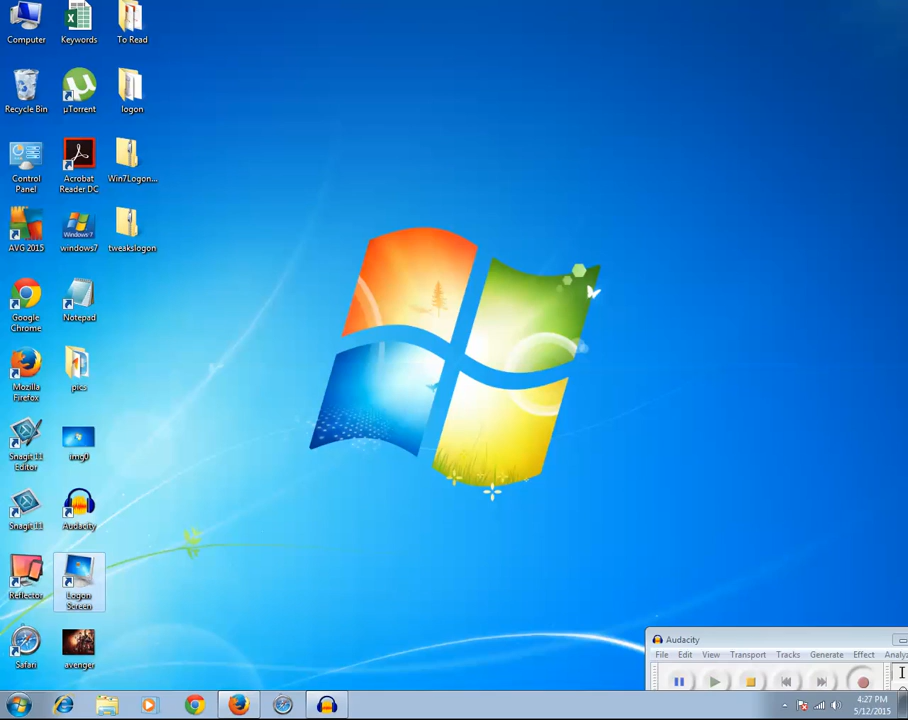 Computer
Keywords
To Read
Recycle Bin
µTorrent
logon
Control
Panel
Acrobat
Reader DC
Win7Logon...
AVG 2015
windows7
tweakslogon
Google
Chrome
Notepad
Mozilla
Firefox
pics
Snagit 11
Editor
img0
Snagit 11
Audacity
Reflector
Logon
Screen
Safari
avenger
Audacity
File Edit View Transport Tracks Generate Effect Analyz
4:27 PM
5/12/2015